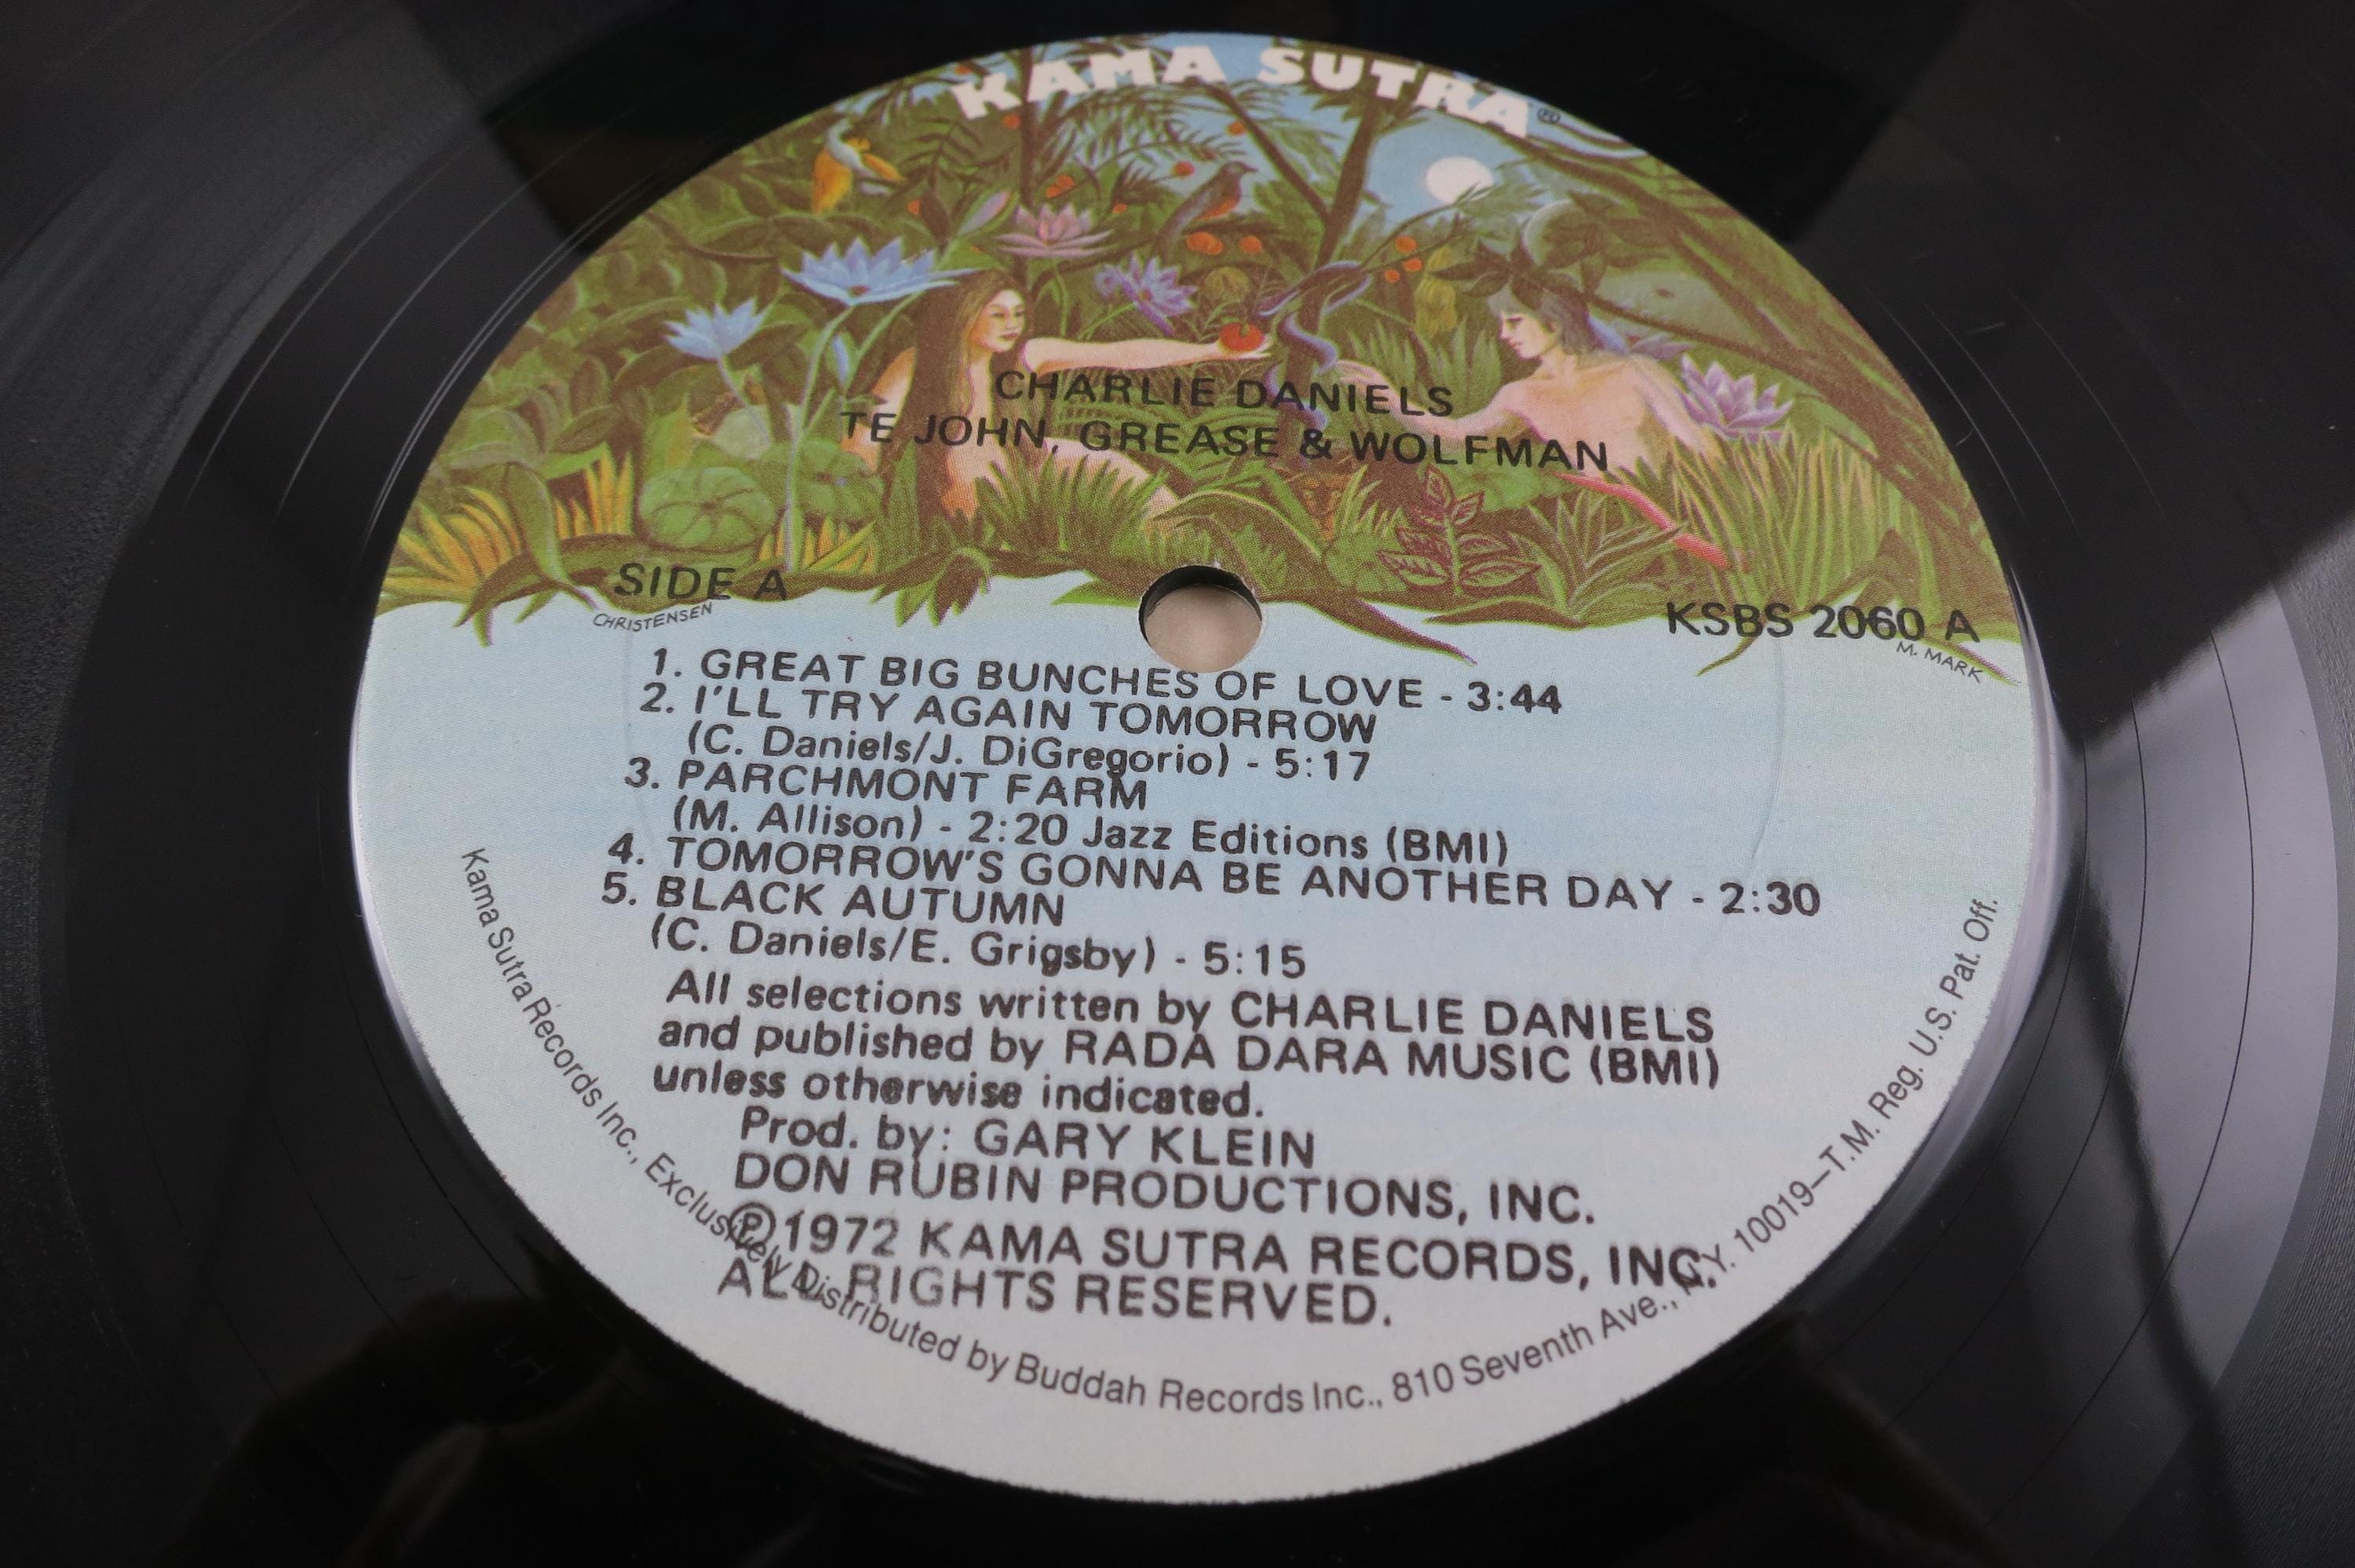 KAMA SUTRA®
CHARLIE DANIELS
TE JOHN, GREASE & WOLFMAN
SIDE A
CHRISTENSEN
KSBS 2060 A
M. MARK
1. GREAT BIG BUNCHES OF LOVE - 3:44
2. I'LL TRY AGAIN TOMORROW
(C. Daniels/J. DiGregorio) - 5:17
3. PARCHMONT FARM
(M. Allison) - 2:20 Jazz Editions (BMI)
4. TOMORROW'S GONNA BE ANOTHER DAY - 2:30
5. BLACK AUTUMN
(C. Daniels/E. Grigsby) - 5:15
All selections written by CHARLIE DANIELS
and published by RADA DARA MUSIC (BMI)
unless otherwise indicated.
Prod. by: GARY KLEIN
DON RUBIN PRODUCTIONS, INC.
℗1972 KAMA SUTRA RECORDS, INC.
ALL RIGHTS RESERVED.
Kama Sutra Records Inc., Exclusively Distributed by Buddah Records Inc., 810 Seventh Ave., N.Y. 10019–T.M. Reg. U.S. Pat. Off.